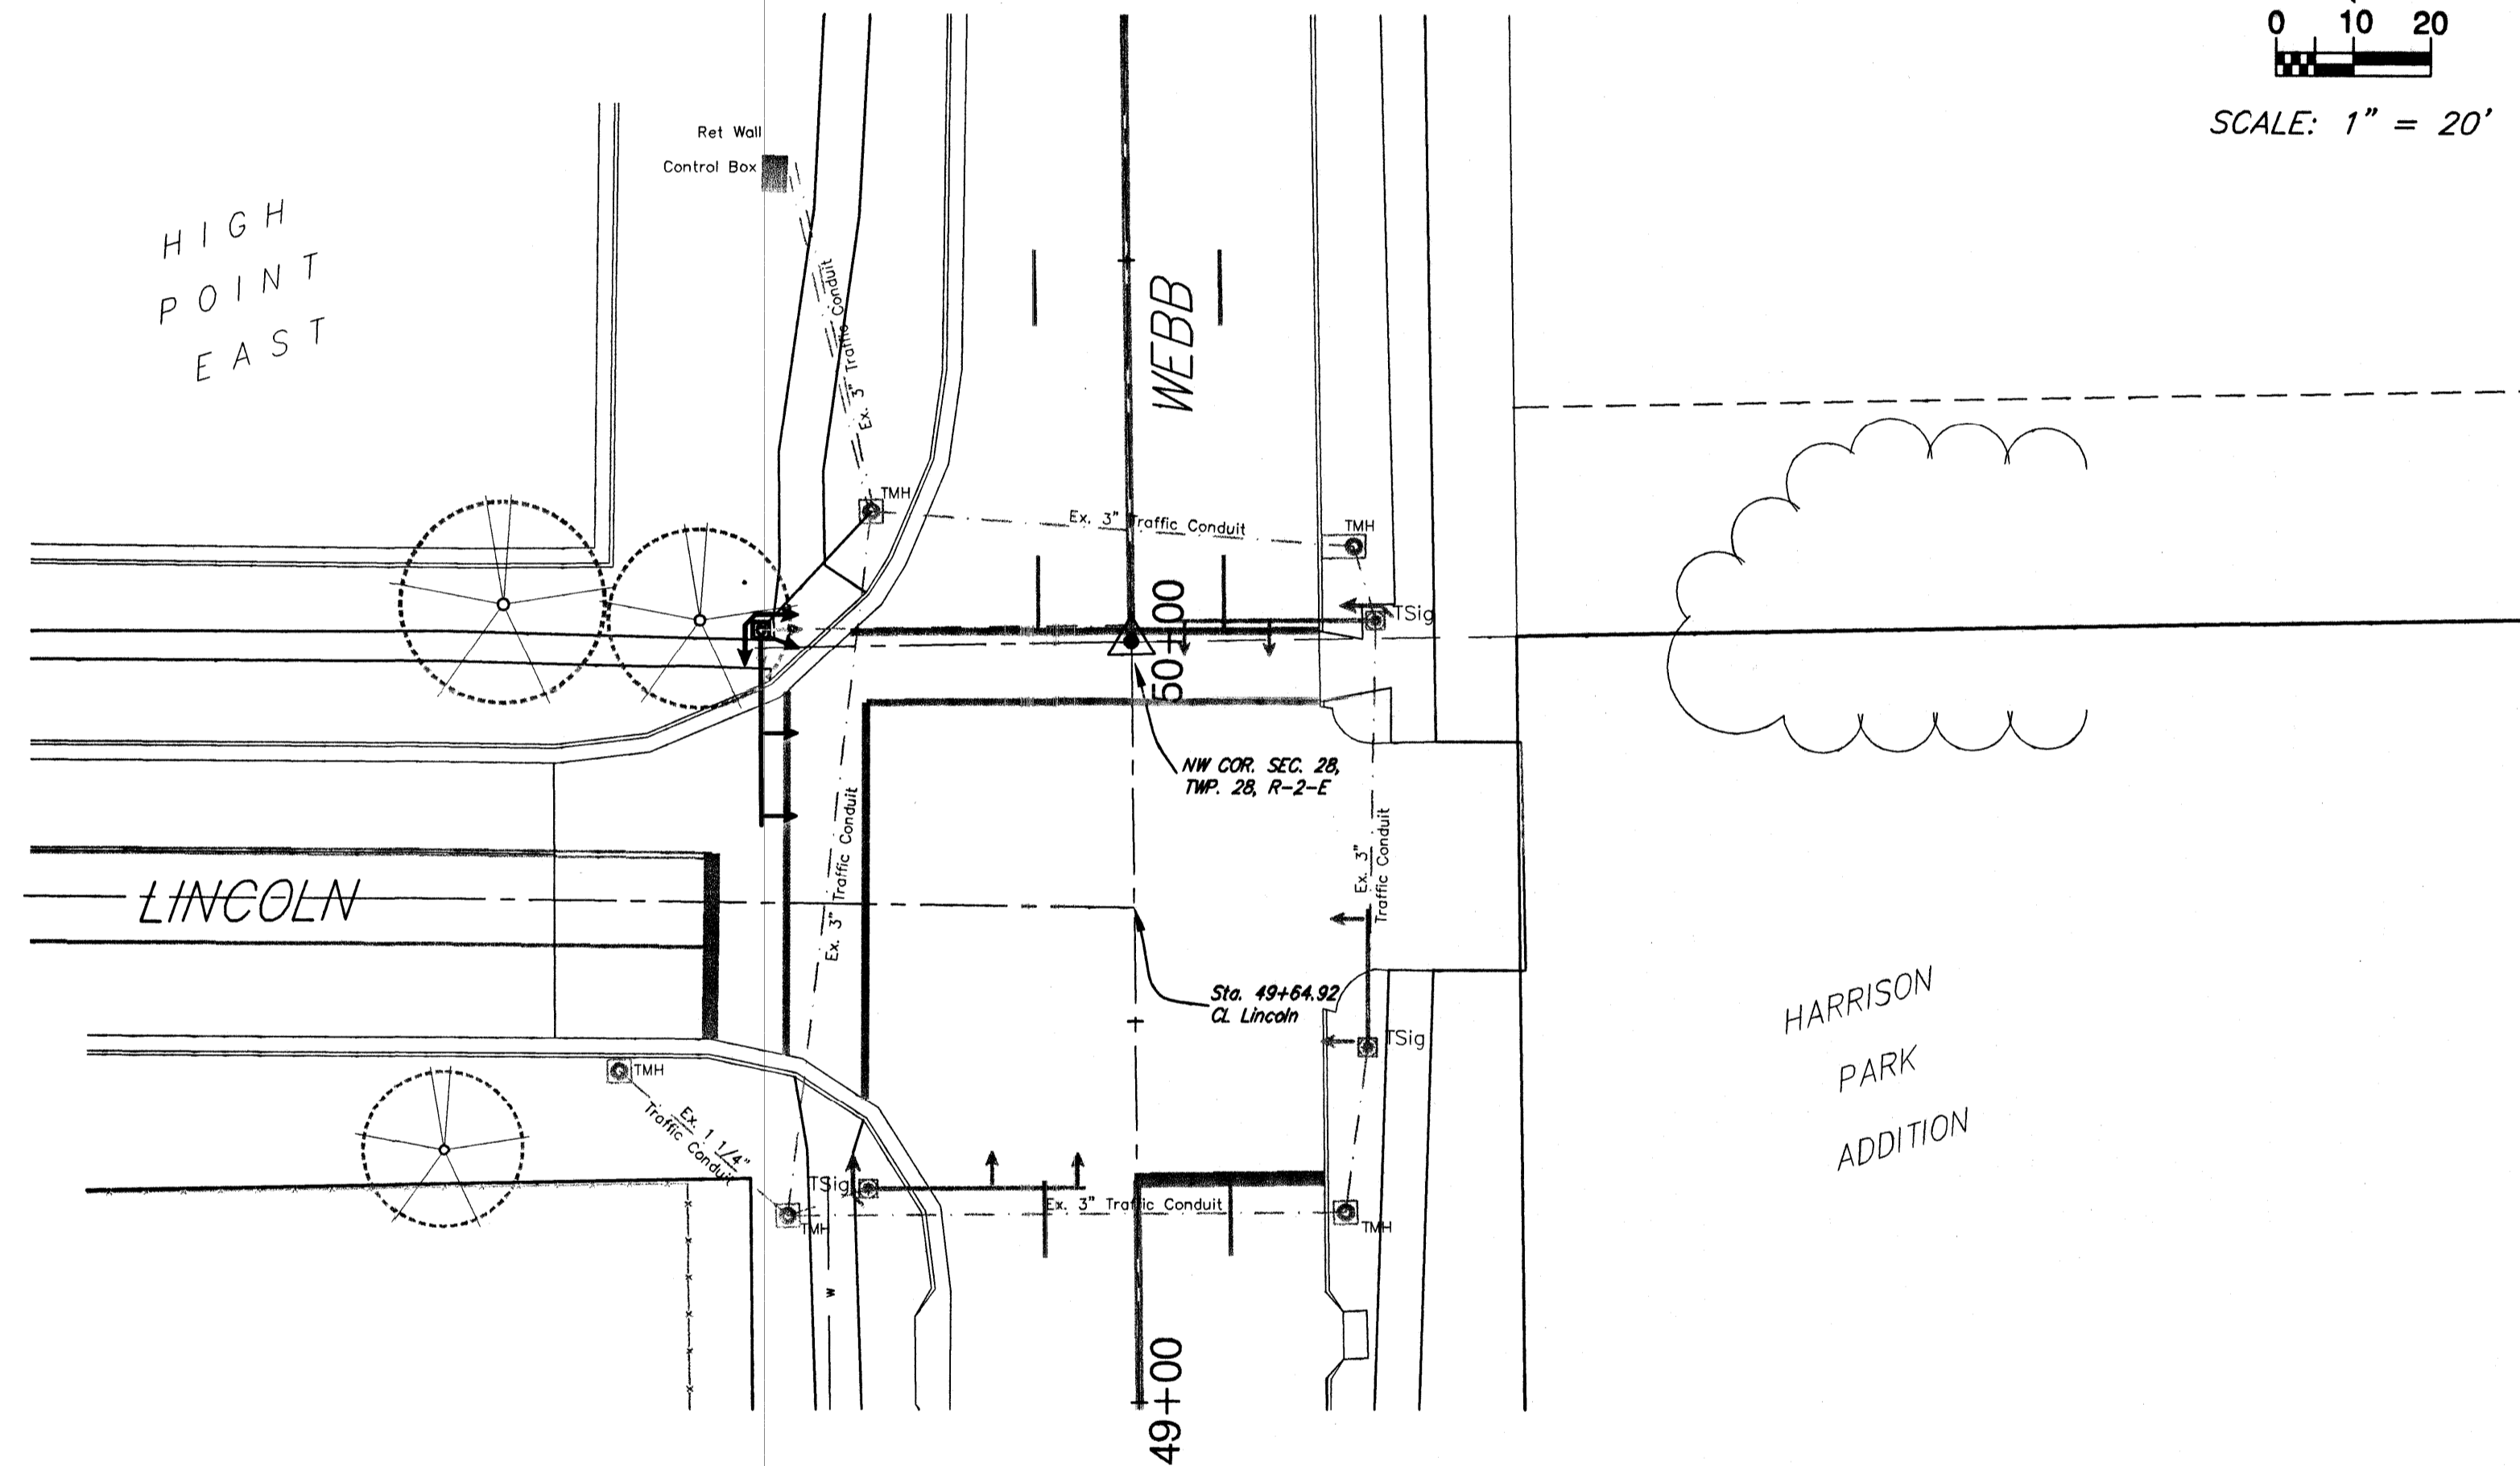 0 10 20
SCALE: 1" = 20'
Ret Wall
Control Box
HIGH
POINT
EAST
Ex. 3" Traffic Conduit
WEBB
TMH
Ex. 3" Traffic Conduit
TMH
TSig
50+00
NW COR. SEC. 28,
TWP. 28, R-2-E
Ex. 3" Traffic Conduit
Ex. 3"
Traffic Conduit
LINCOLN
Sta. 49+64.92
CL Lincoln
TSig
HARRISON
PARK
ADDITION
TMH
Ex. 1 1/4"
Traffic Conduit
TSig
TMH
Ex. 3" Traffic Conduit
TMH
W
49+00